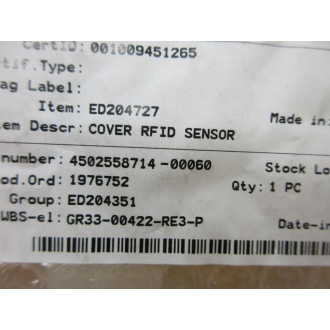 CertID: 001009451265
tif.Type:
ag Label:
Item: ED204727
Made in:
em Descr: COVER RFID SENSOR
number: 4502558714-00060
Stock Lo
od.Ord: 1976752
Qty: 1 PC
Group: ED204351
WBS-el: GR33-00422-RE3-P
Date-in